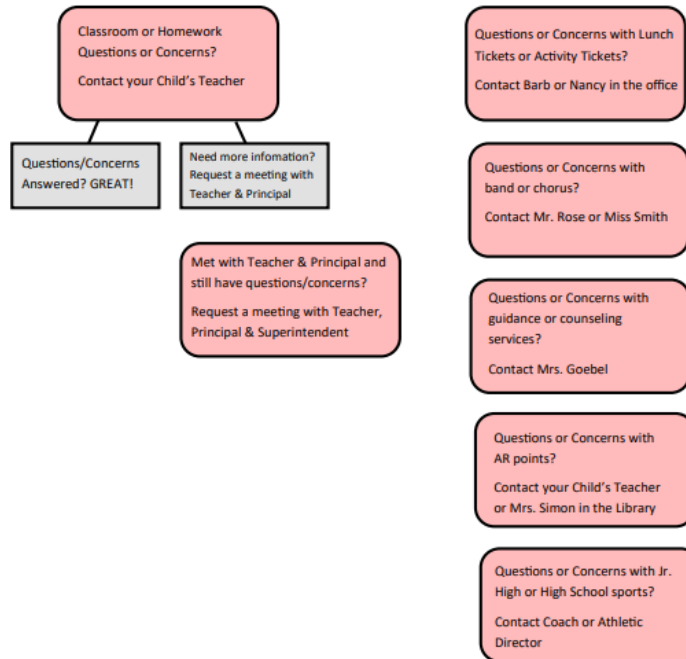 Classroom or Homework
Questions or Concerns?
Contact your Child's Teacher
Questions/Concerns
Answered? GREAT!
Need more infomation?
Request a meeting with
Teacher & Principal
Met with Teacher & Principal and
still have questions/concerns?
Request a meeting with Teacher,
Principal & Superintendent
Questions or Concerns with Lunch
Tickets or Activity Tickets?
Contact Barb or Nancy in the office
Questions or Concerns with
band or chorus?
Contact Mr. Rose or Miss Smith
Questions or Concerns with
guidance or counseling
services?
Contact Mrs. Goebel
Questions or Concerns with
AR points?
Contact your Child's Teacher
or Mrs. Simon in the Library
Questions or Concerns with Jr.
High or High School sports?
Contact Coach or Athletic
Director